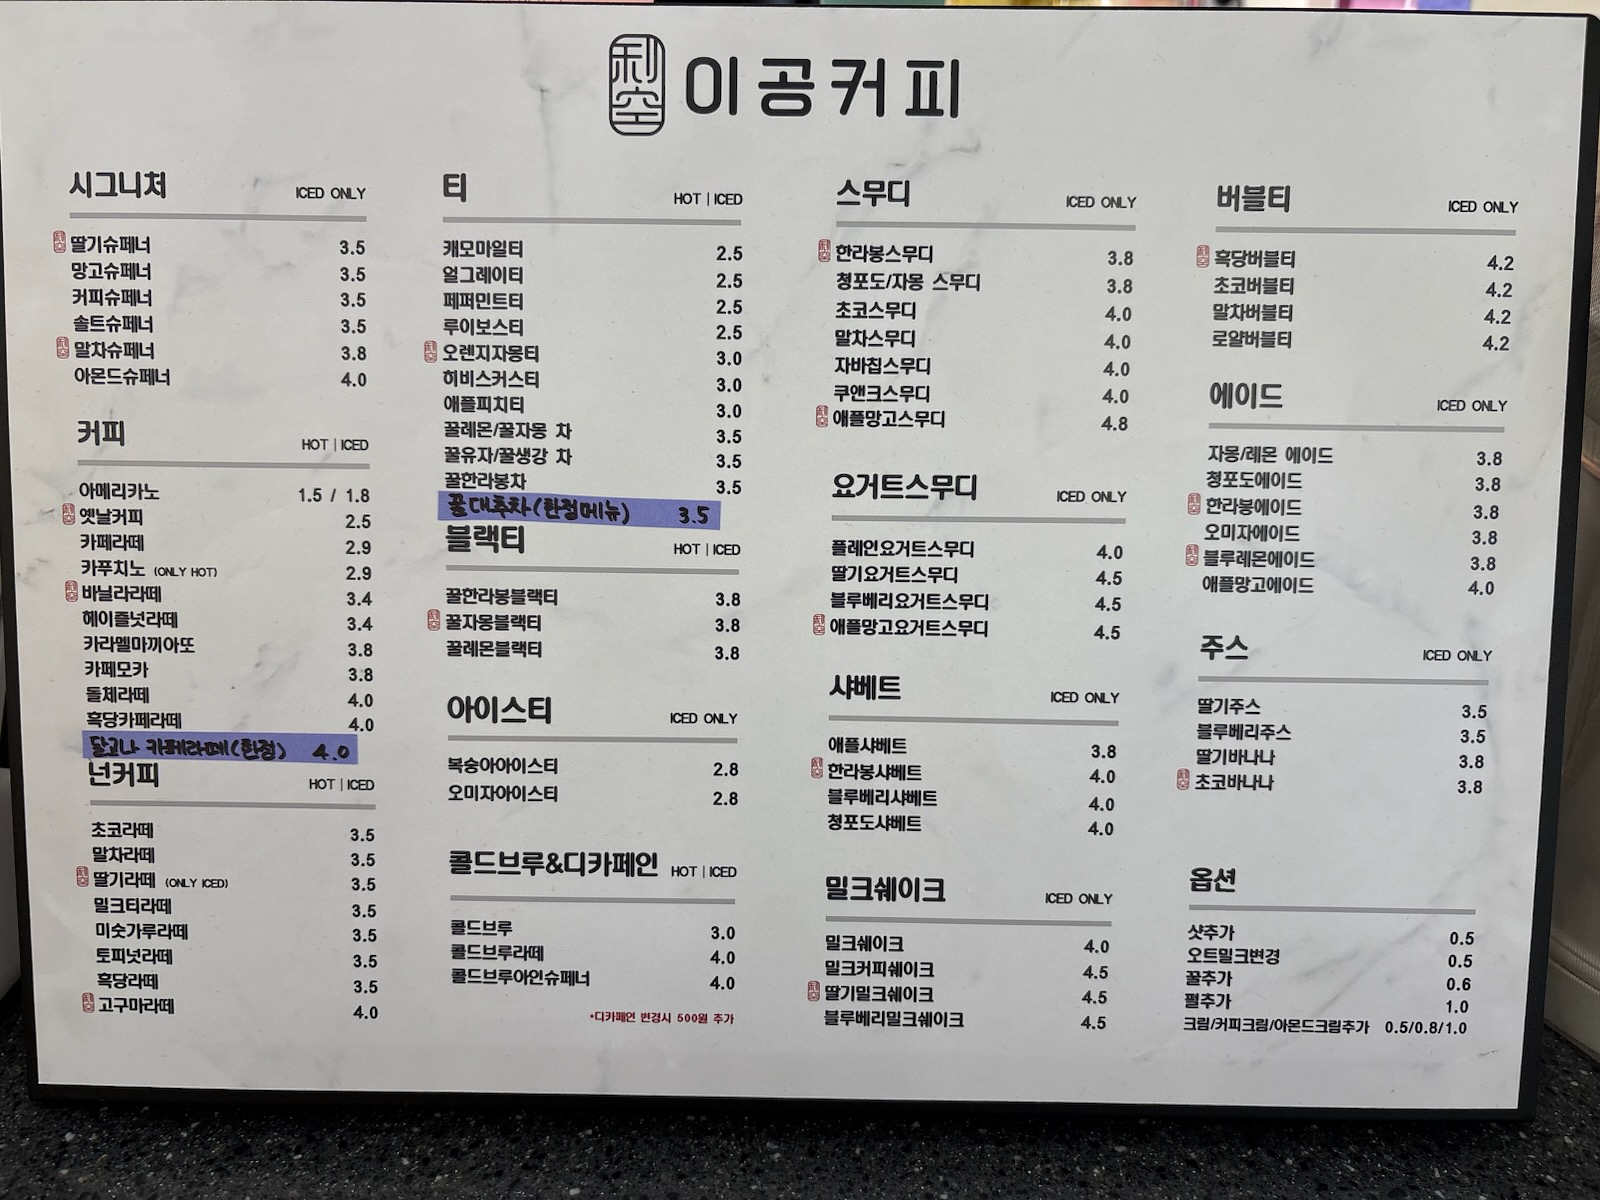 利空 이공커피
시그니처 ICED ONLY
딸기슈페너 3.5
망고슈페너 3.5
커피슈페너 3.5
솔트슈페너 3.5
말차슈페너 3.8
아몬드슈페너 4.0
커피 HOT | ICED
아메리카노 1.5 / 1.8
옛날커피 2.5
카페라떼 2.9
카푸치노 (ONLY HOT) 2.9
바닐라라떼 3.4
헤이즐넛라떼 3.4
카라멜마끼아또 3.8
카페모카 3.8
돌체라떼 4.0
흑당카페라떼 4.0
달고나 카페라떼(한정) 4.0
넌커피 HOT | ICED
초코라떼 3.5
말차라떼 3.5
딸기라떼 (ONLY ICED) 3.5
밀크티라떼 3.5
미숫가루라떼 3.5
토피넛라떼 3.5
흑당라떼 3.5
고구마라떼 4.0
티 HOT | ICED
캐모마일티 2.5
얼그레이티 2.5
페퍼민트티 2.5
루이보스티 2.5
오렌지자몽티 3.0
히비스커스티 3.0
애플피치티 3.0
꿀레몬/꿀자몽 차 3.5
꿀유자/꿀생강 차 3.5
꿀한라봉차 3.5
꿀대추차(한정메뉴) 3.5
블랙티 HOT | ICED
꿀한라봉블랙티 3.8
꿀자몽블랙티 3.8
꿀레몬블랙티 3.8
아이스티 ICED ONLY
복숭아아이스티 2.8
오미자아이스티 2.8
콜드브루&디카페인 HOT | ICED
콜드브루 3.0
콜드브루라떼 4.0
콜드브루아인슈페너 4.0
*디카페인 변경시 500원 추가
스무디 ICED ONLY
한라봉스무디 3.8
청포도/자몽 스무디 3.8
초코스무디 4.0
말차스무디 4.0
자바칩스무디 4.0
쿠앤크스무디 4.0
애플망고스무디 4.8
요거트스무디 ICED ONLY
플레인요거트스무디 4.0
딸기요거트스무디 4.5
블루베리요거트스무디 4.5
애플망고요거트스무디 4.5
샤베트 ICED ONLY
애플샤베트 3.8
한라봉샤베트 4.0
블루베리샤베트 4.0
청포도샤베트 4.0
밀크쉐이크 ICED ONLY
밀크쉐이크 4.0
밀크커피쉐이크 4.5
딸기밀크쉐이크 4.5
블루베리밀크쉐이크 4.5
버블티 ICED ONLY
흑당버블티 4.2
초코버블티 4.2
말차버블티 4.2
로얄버블티 4.2
에이드 ICED ONLY
자몽/레몬 에이드 3.8
청포도에이드 3.8
한라봉에이드 3.8
오미자에이드 3.8
블루레몬에이드 3.8
애플망고에이드 4.0
주스 ICED ONLY
딸기주스 3.5
블루베리주스 3.5
딸기바나나 3.8
초코바나나 3.8
옵션
샷추가 0.5
오트밀크변경 0.5
꿀추가 0.6
펄추가 1.0
크림/커피크림/아몬드크림추가 0.5/0.8/1.0